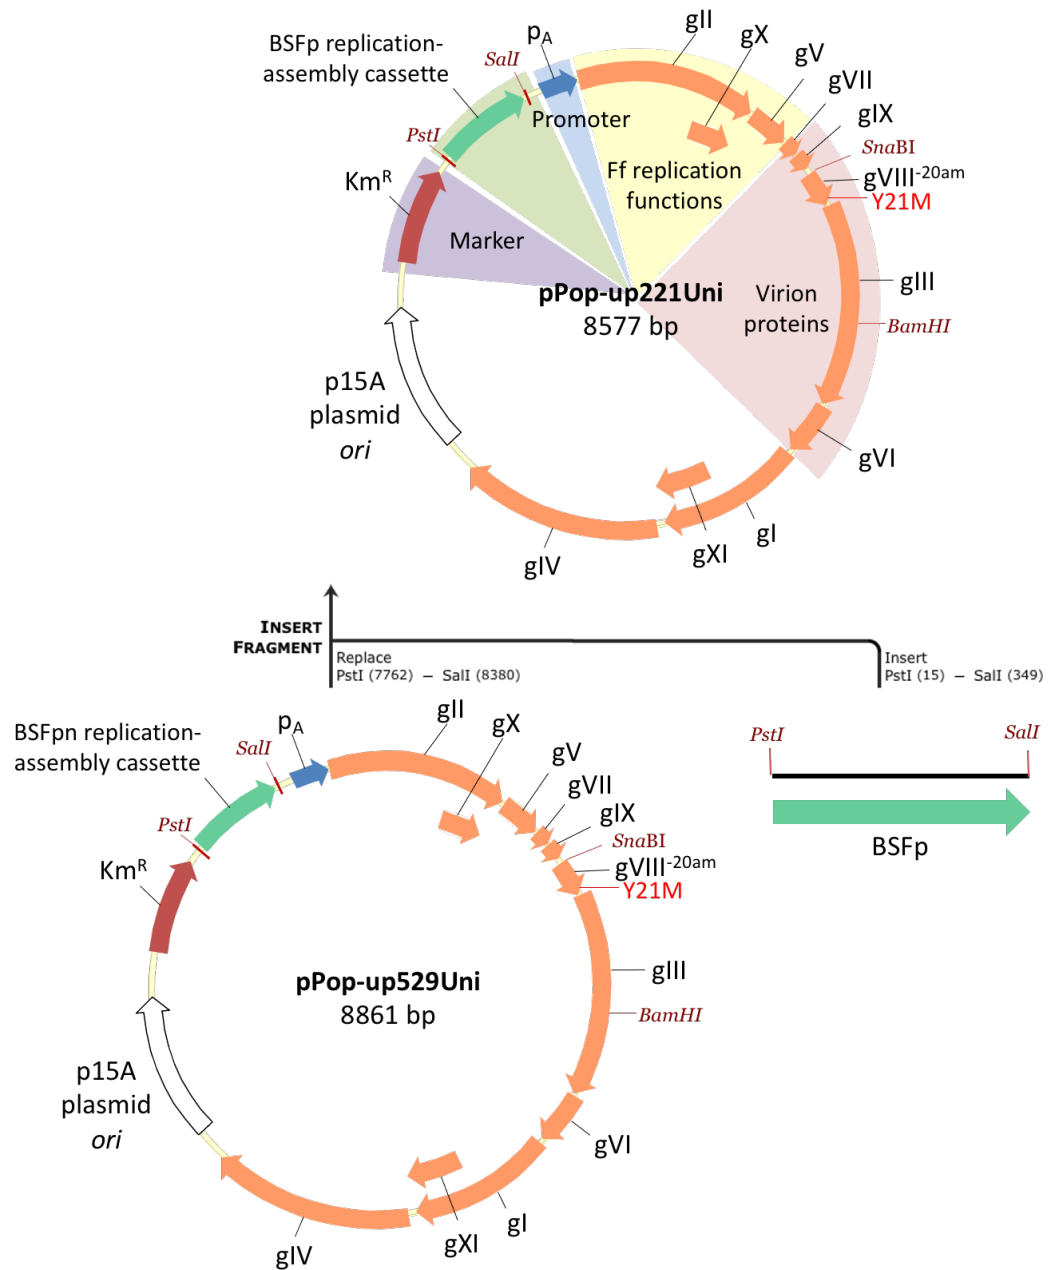 BSFp replication-
assembly cassette
SalI
pA
gII
gX
gV
gVII
gIX
SnaBI
gVIII-20am
Y21M
PstI
Promoter
KmR
Ff replication
functions
Marker
pPop-up221Uni
8577 bp
Virion
proteins
gIII
BamHI
p15A
plasmid
ori
gVI
gI
gXI
gIV
INSERT
FRAGMENT
Replace
PstI (7762) – SalI (8380)
Insert
PstI (15) – SalI (349)
BSFpn replication-
assembly cassette
SalI
pA
gII
gX
gV
gVII
gIX
SnaBI
gVIII-20am
Y21M
PstI
KmR
PstI
SalI
BSFp
pPop-up529Uni
8861 bp
gIII
BamHI
p15A
plasmid
ori
gVI
gI
gXI
gIV